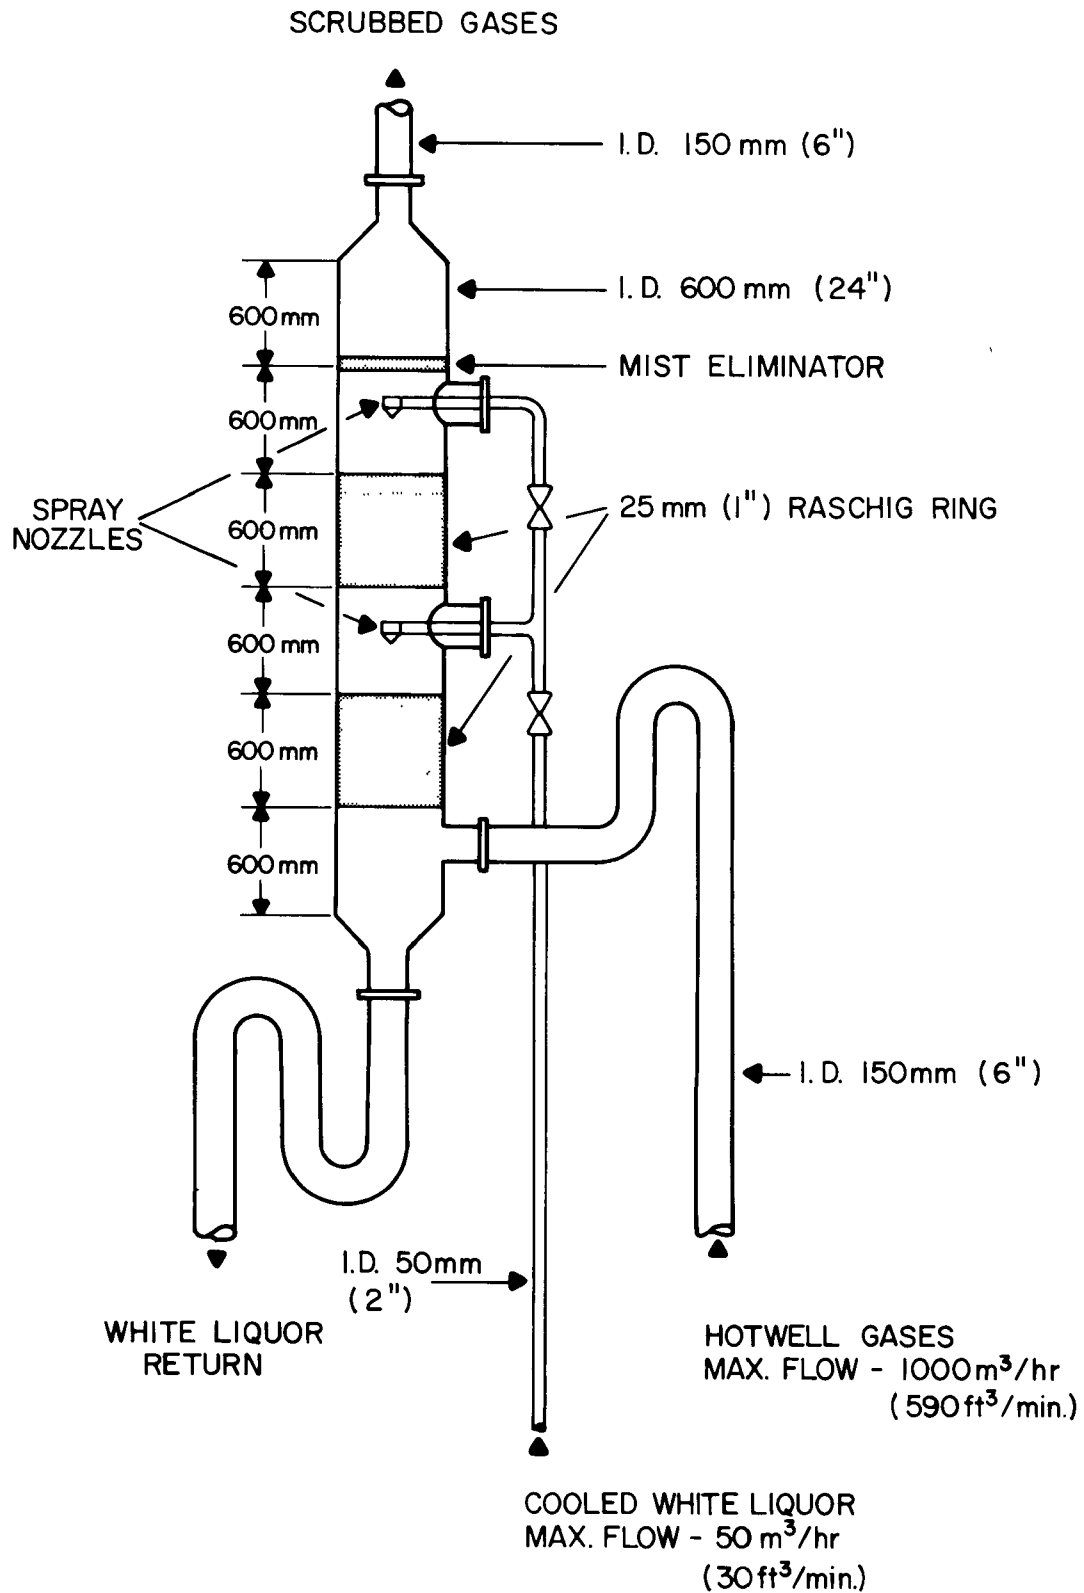 SCRUBBED GASES
I.D. 150 mm (6")
I.D. 600 mm (24")
600 mm
MIST ELIMINATOR
600 mm
SPRAY
NOZZLES
600 mm
25 mm (1") RASCHIG RING
600 mm
600 mm
600 mm
I.D. 150mm (6")
I.D. 50mm
(2")
WHITE LIQUOR
RETURN
HOTWELL GASES
MAX. FLOW - 1000 m³/hr
(590 ft³/min.)
COOLED WHITE LIQUOR
MAX. FLOW - 50 m³/hr
(30 ft³/min.)